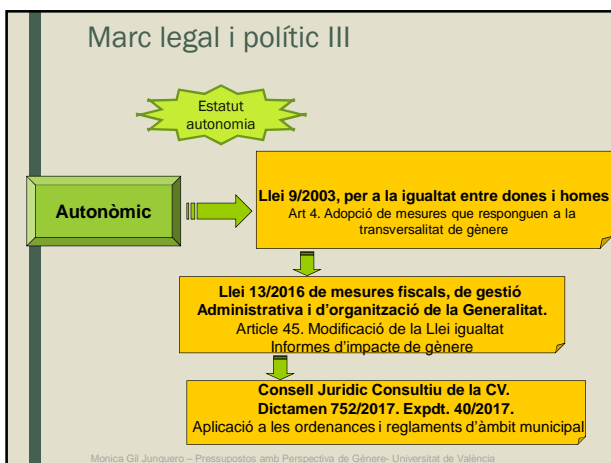 Marc legal i polític III
Estatut
autonomia
Autonòmic
Llei 9/2003, per a la igualtat entre dones i homes
Art 4. Adopció de mesures que responguen a la
transversalitat de gènere
Llei 13/2016 de mesures fiscals, de gestió
Administrativa i d’organització de la Generalitat.
Article 45. Modificació de la Llei igualtat
Informes d’impacte de gènere
Consell Juridic Consultiu de la CV.
Dictamen 752/2017. Expdt. 40/2017.
Aplicació a les ordenances i reglaments d’àmbit municipal
Monica Gil Junquero – Pressupostos amb Perspectiva de Gènere- Universitat de València